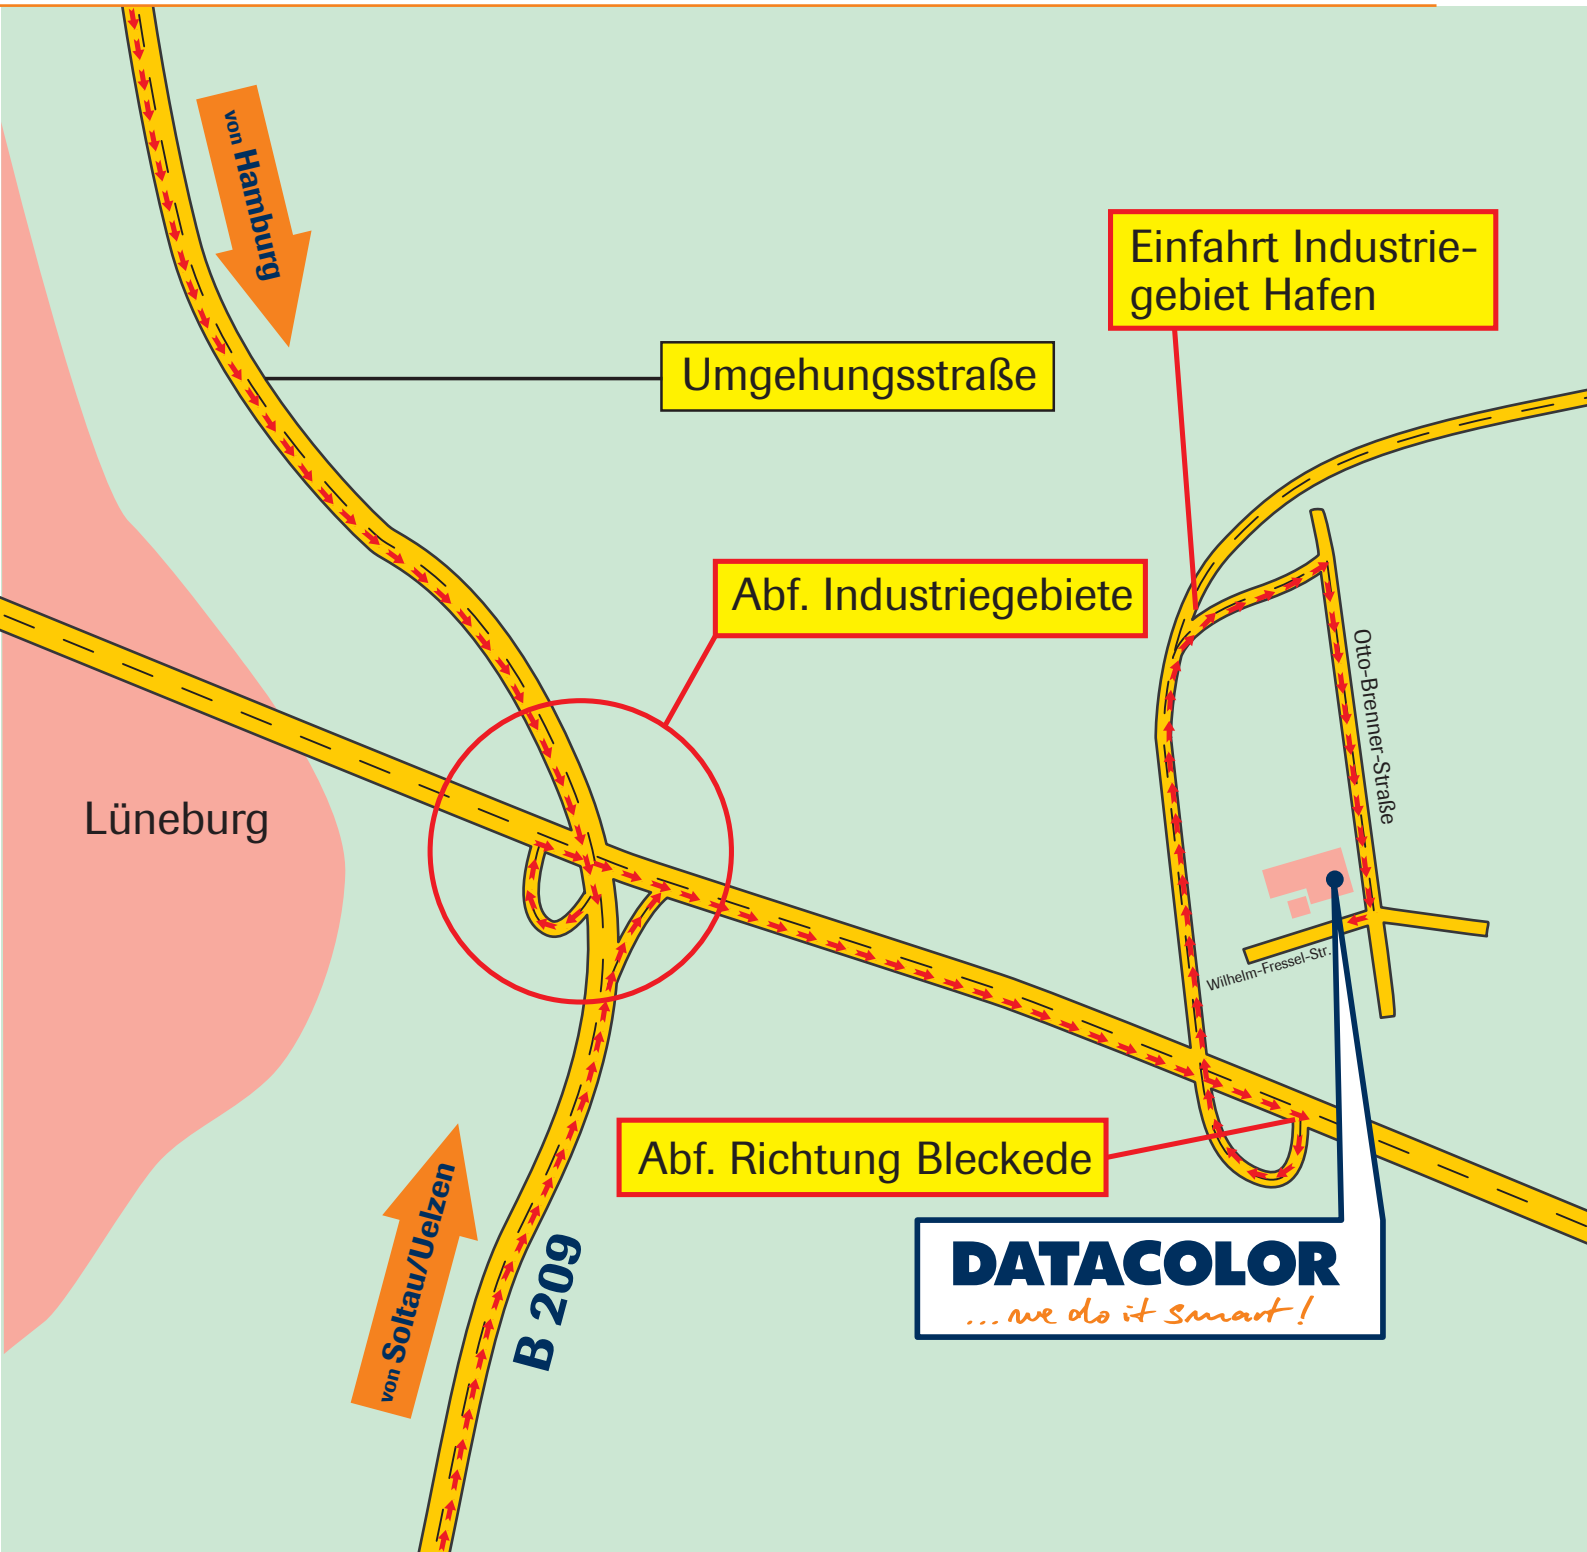 von Hamburg
Einfahrt Industrie-
gebiet Hafen
Umgehungsstraße
Abf. Industriegebiete
Otto-Brenner-Straße
Lüneburg
Wilhelm-Fressel-Str.
Abf. Richtung Bleckede
von Soltau/Uelzen
B 209
DATACOLOR
...we do it smart!